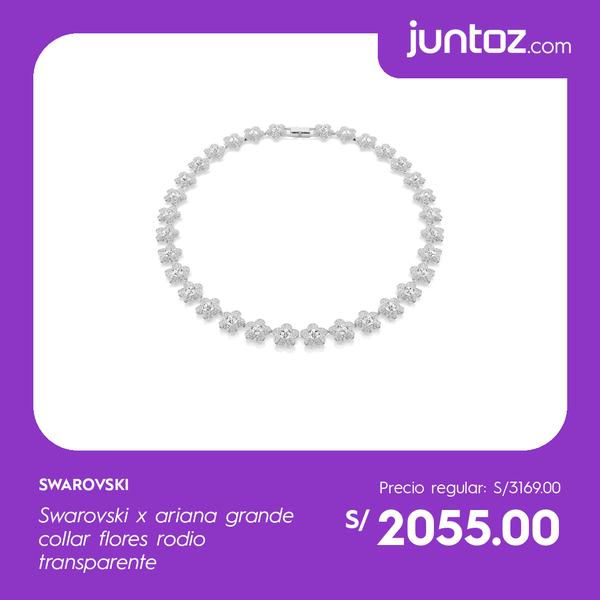 juntoz.com
SWAROVSKI
Swarovski x ariana grande
collar flores rodio
transparente
Precio regular: S/3169.00
S/ 2055.00